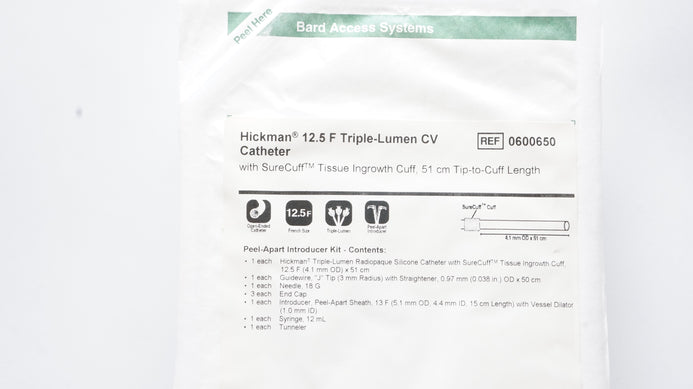 Peel Here
Bard Access Systems
Hickman® 12.5 F Triple-Lumen CV
Catheter
REF 0600650
with SureCuff™ Tissue Ingrowth Cuff, 51 cm Tip-to-Cuff Length
SureCuff™ Cuff
12.5F
Open-Ended
Catheter
French Size
Triple-Lumen
Peel-Apart
Introducer
4.1 mm OD x 51 cm
Peel-Apart Introducer Kit - Contents:
• 1 each Hickman® Triple-Lumen Radiopaque Silicone Catheter with SureCuff™ Tissue Ingrowth Cuff,
12.5 F (4.1 mm OD) x 51 cm
• 1 each Guidewire, "J" Tip (3 mm Radius) with Straightener, 0.97 mm (0.038 in.) OD x 50 cm
• 1 each Needle, 18 G
• 3 each End Cap
• 1 each Introducer, Peel-Apart Sheath, 13 F (5.1 mm OD, 4.4 mm ID, 15 cm Length) with Vessel Dilator
(1.0 mm ID)
• 1 each Syringe, 12 mL
• 1 each Tunneler